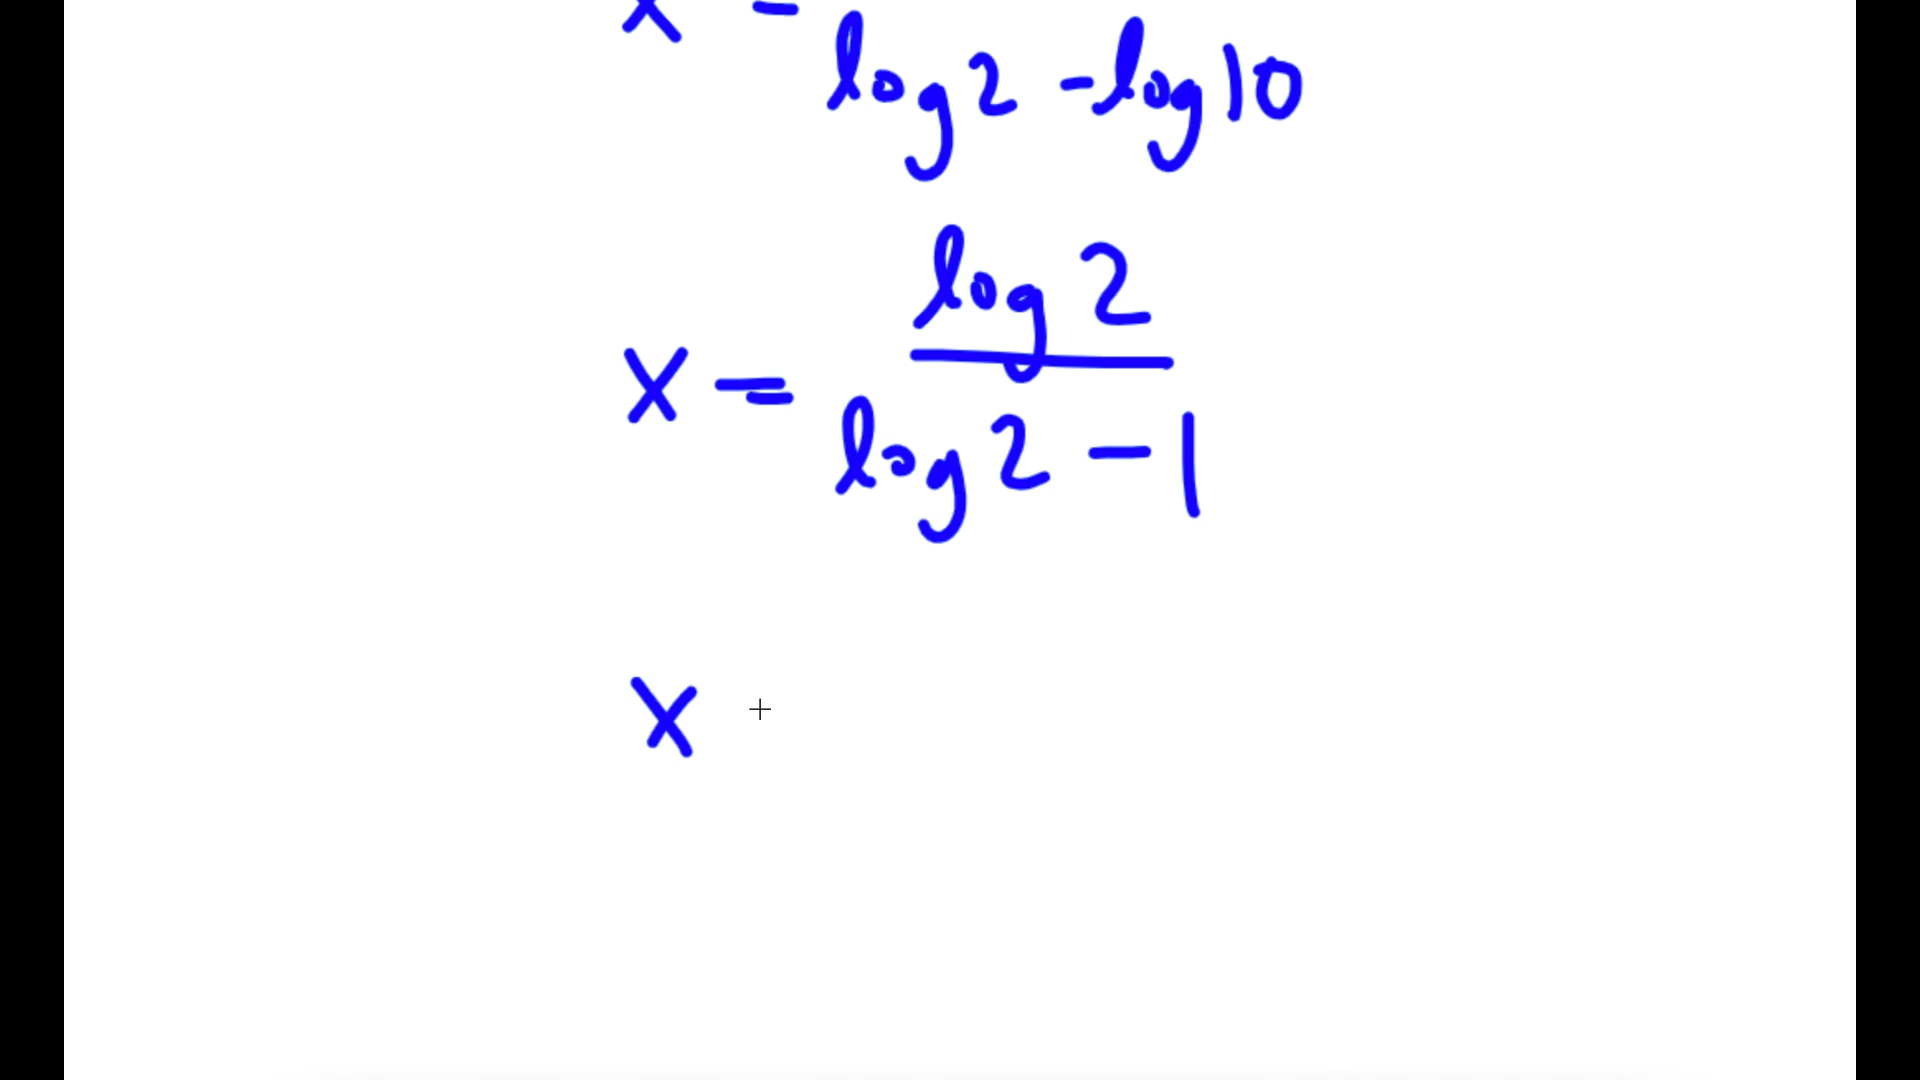 x =
log 2 - log 10
x = log 2
log 2 - 1
x